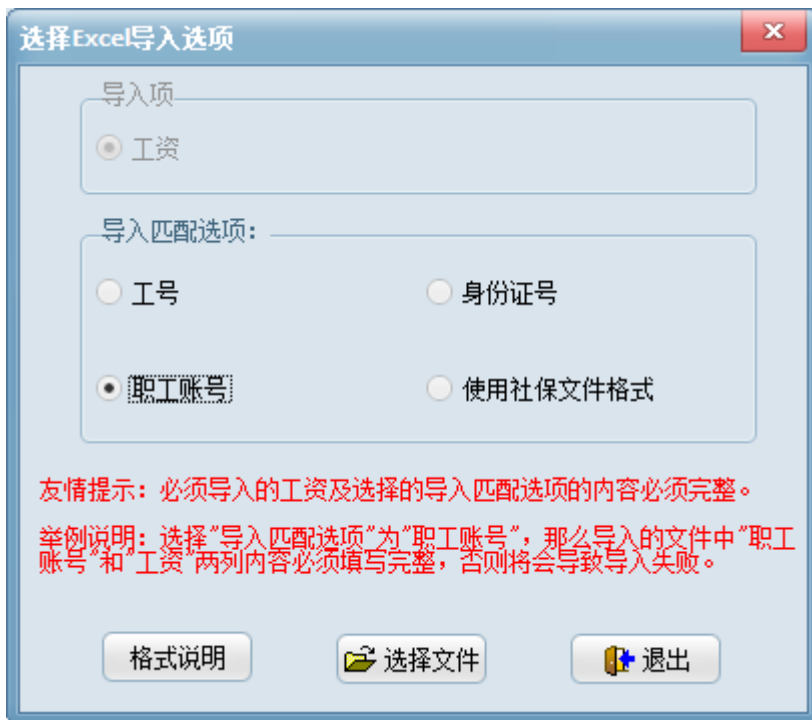 选择Excel导入选项
导入项
工资
导入匹配选项：
工号
身份证号
职工账号
使用社保文件格式
友情提示：必须导入的工资及选择的导入匹配选项的内容必须完整。
举例说明：选择"导入匹配选项"为"职工账号"，那么导入的文件中"职工
账号"和"工资"两列内容必须填写完整，否则将会导致导入失败。
格式说明
选择文件
退出